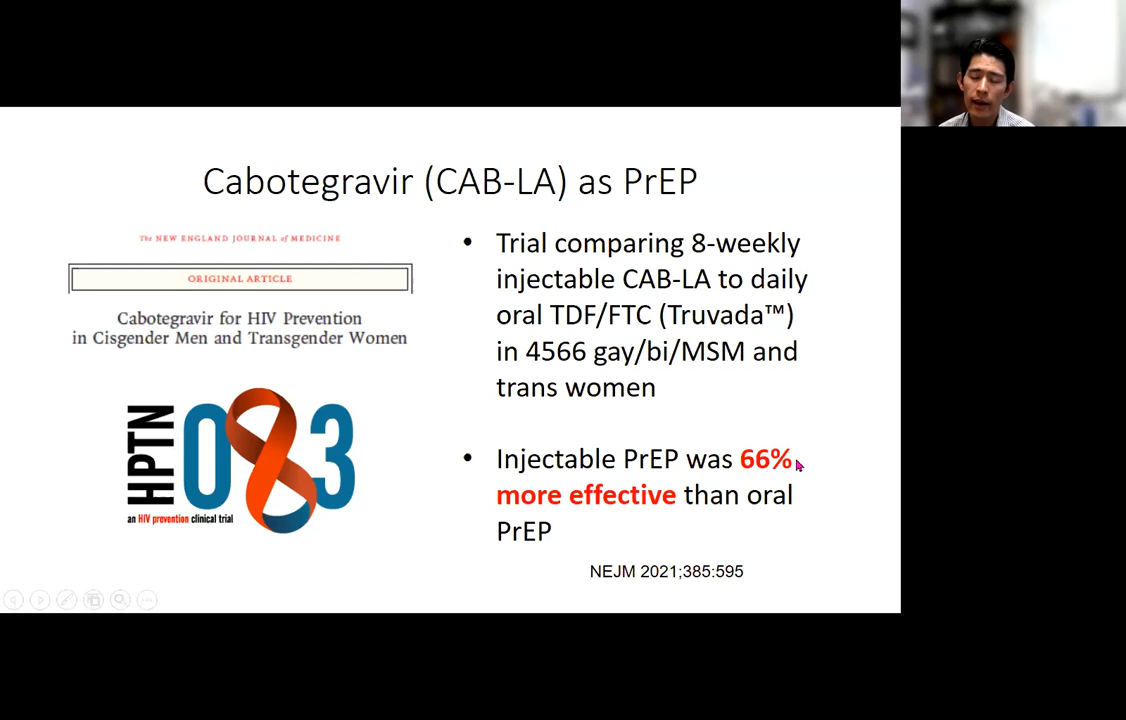 Cabotegravir (CAB-LA) as PrEP
The NEW ENGLAND JOURNAL of MEDICINE
ORIGINAL ARTICLE
Cabotegravir for HIV Prevention
in Cisgender Men and Transgender Women
HPTN 083
an HIV prevention clinical trial
• Trial comparing 8-weekly
injectable CAB-LA to daily
oral TDF/FTC (Truvada™)
in 4566 gay/bi/MSM and
trans women
• Injectable PrEP was 66%
more effective than oral
PrEP
NEJM 2021;385:595